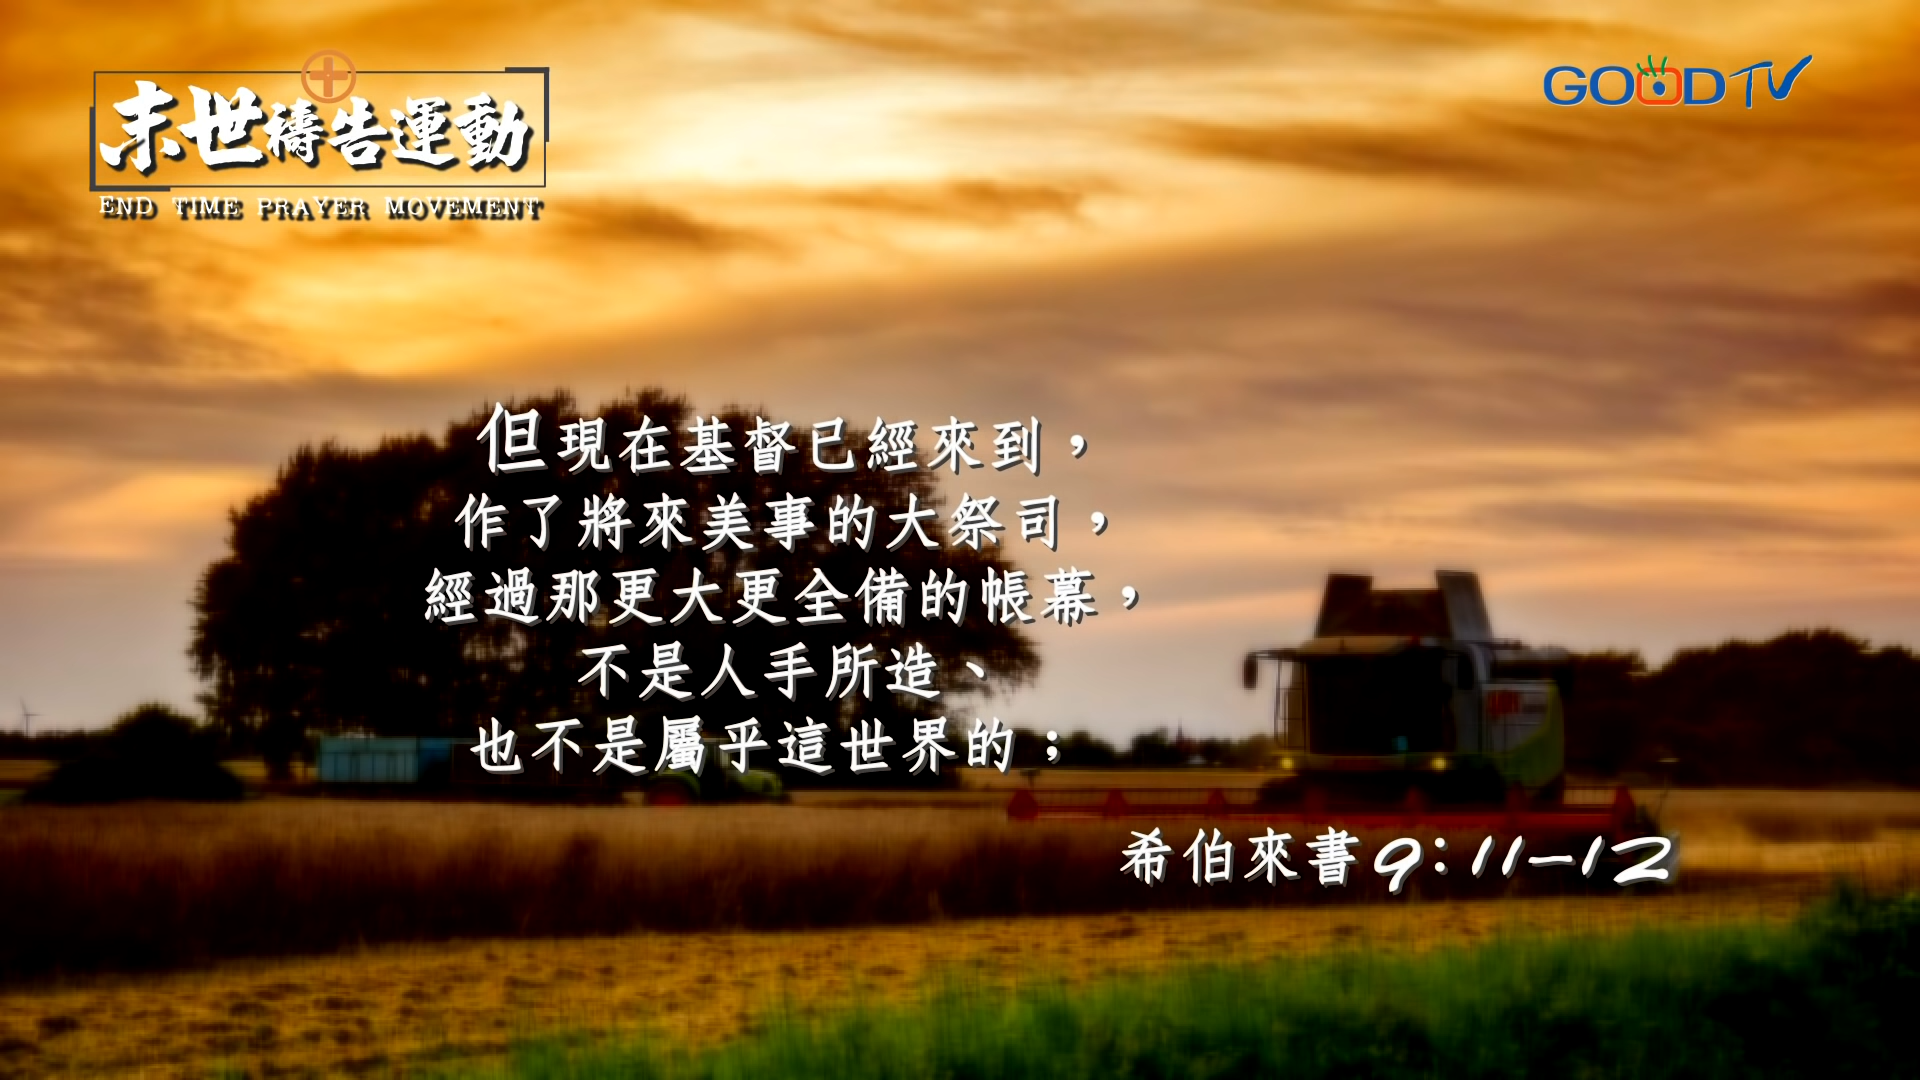 末世禱告運動
END TIME PRAYER MOVEMENT
GOOD TV
但現在基督已經來到，
作了將來美事的大祭司，
經過那更大更全備的帳幕，
不是人手所造、
也不是屬乎這世界的；
希伯來書9:11-12